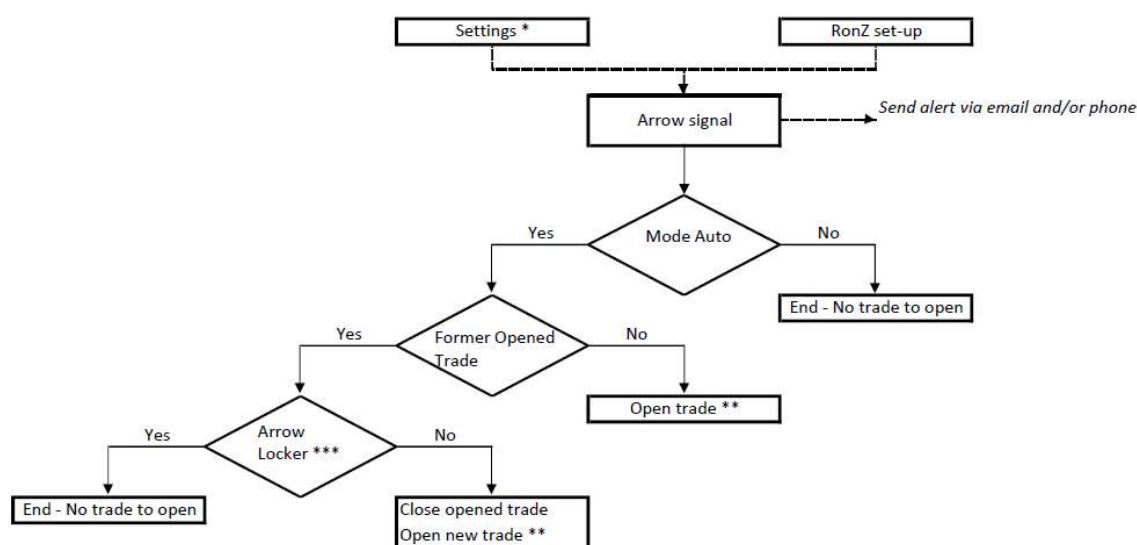 Settings *
RonZ set-up
Arrow signal
Send alert via email and/or phone
Yes
Mode Auto
No
End - No trade to open
Yes
Former Opened
Trade
No
Open trade **
Yes
Arrow
Locker ***
No
End - No trade to open
Close opened trade
Open new trade **